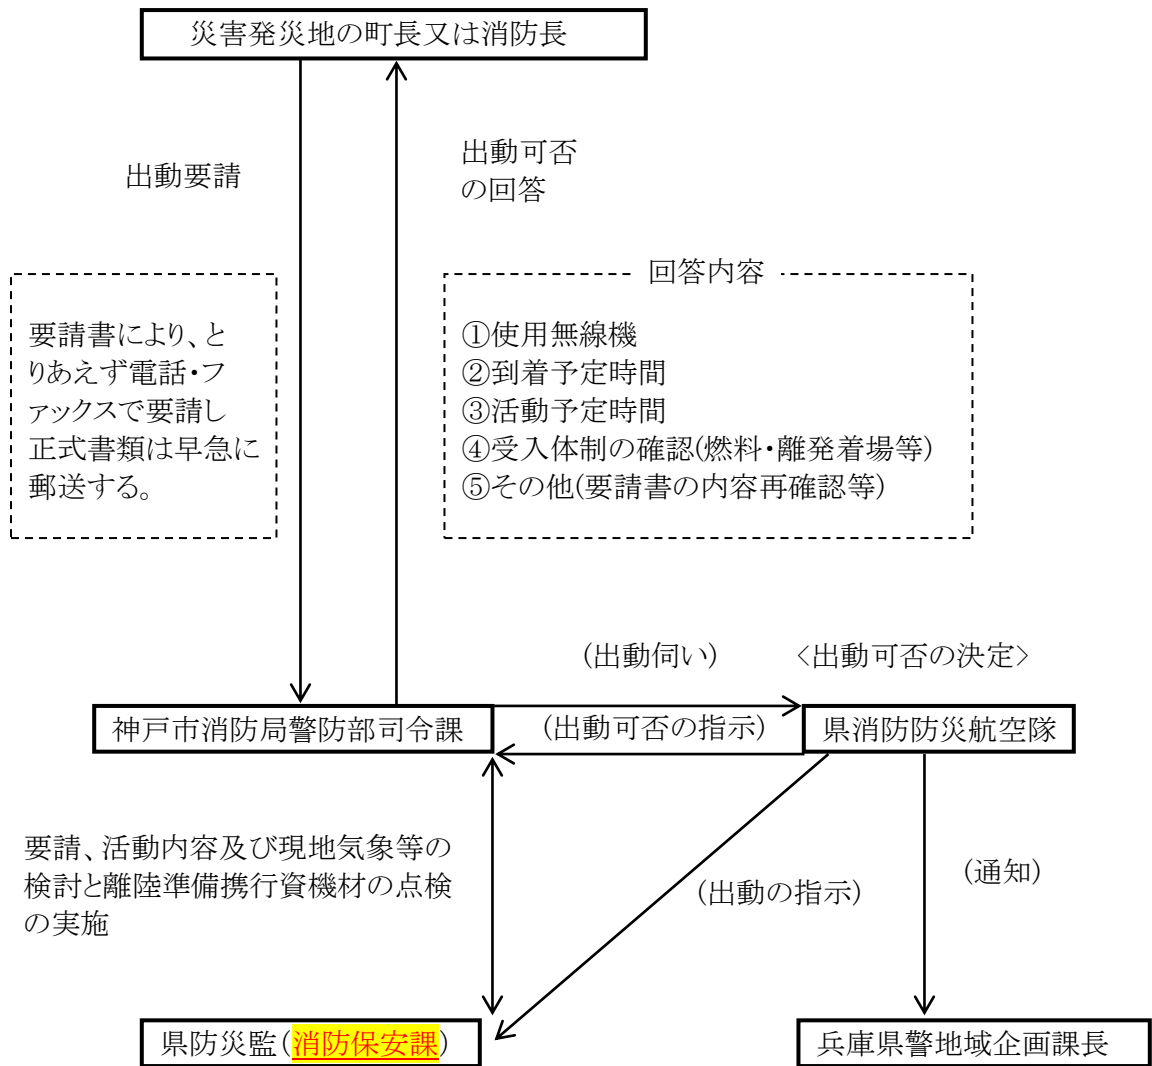 災害発災地の町長又は消防長
出動要請
出動可否
の回答
要請書により、と
りあえず電話・フ
ァックスで要請し
正式書類は早急に
郵送する。
回答内容
①使用無線機
②到着予定時間
③活動予定時間
④受入体制の確認(燃料・離発着場等)
⑤その他(要請書の内容再確認等)
(出動伺い)
<出動可否の決定>
神戸市消防局警防部司令課
(出動可否の指示)
県消防防災航空隊
要請、活動内容及び現地気象等の
検討と離陸準備携行資機材の点検
の実施
(出動の指示)
(通知)
県防災監(消防保安課)
兵庫県警地域企画課長